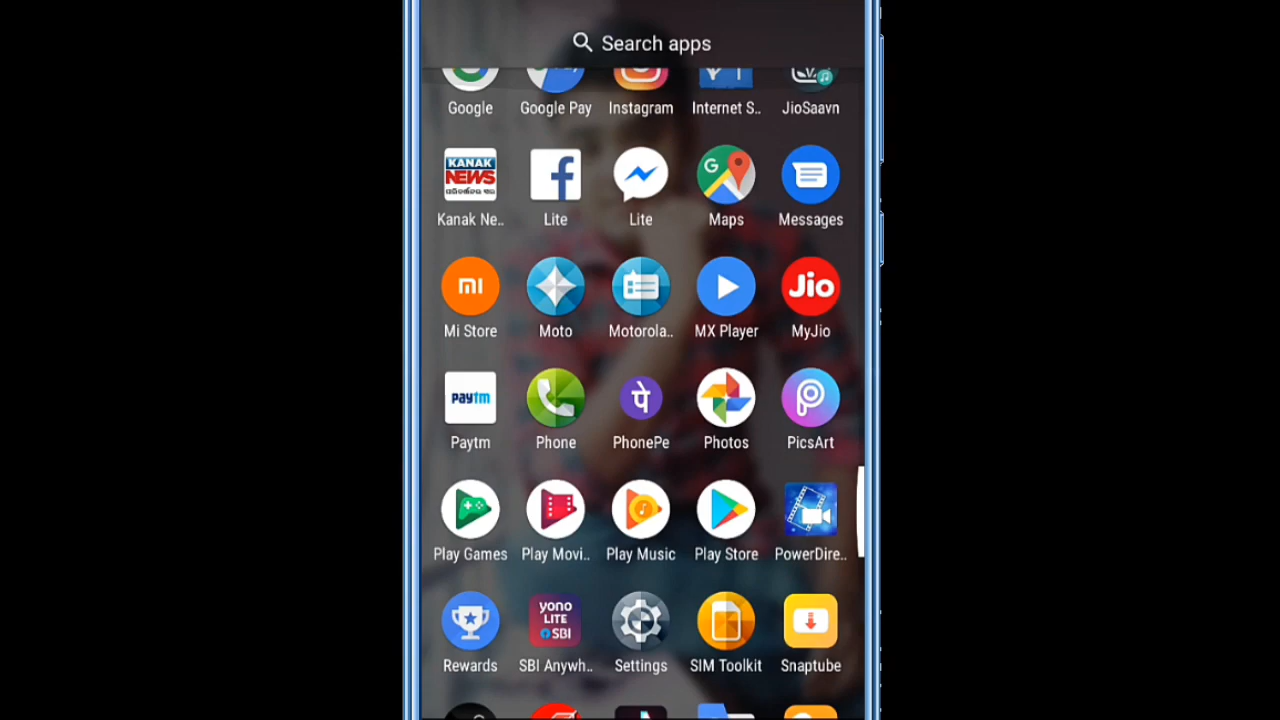 Search apps
Google Google Pay Instagram Internet S.. JioSaavn
KANAK
NEWS
Kanak Ne.. Lite Lite Maps Messages
mi Jio
Mi Store Moto Motorola.. MX Player MyJio
Paytm पे
Paytm Phone PhonePe Photos PicsArt
Play Games Play Movi.. Play Music Play Store PowerDire..
yono
LITE
SBI
Rewards SBI Anywh.. Settings SIM Toolkit Snaptube